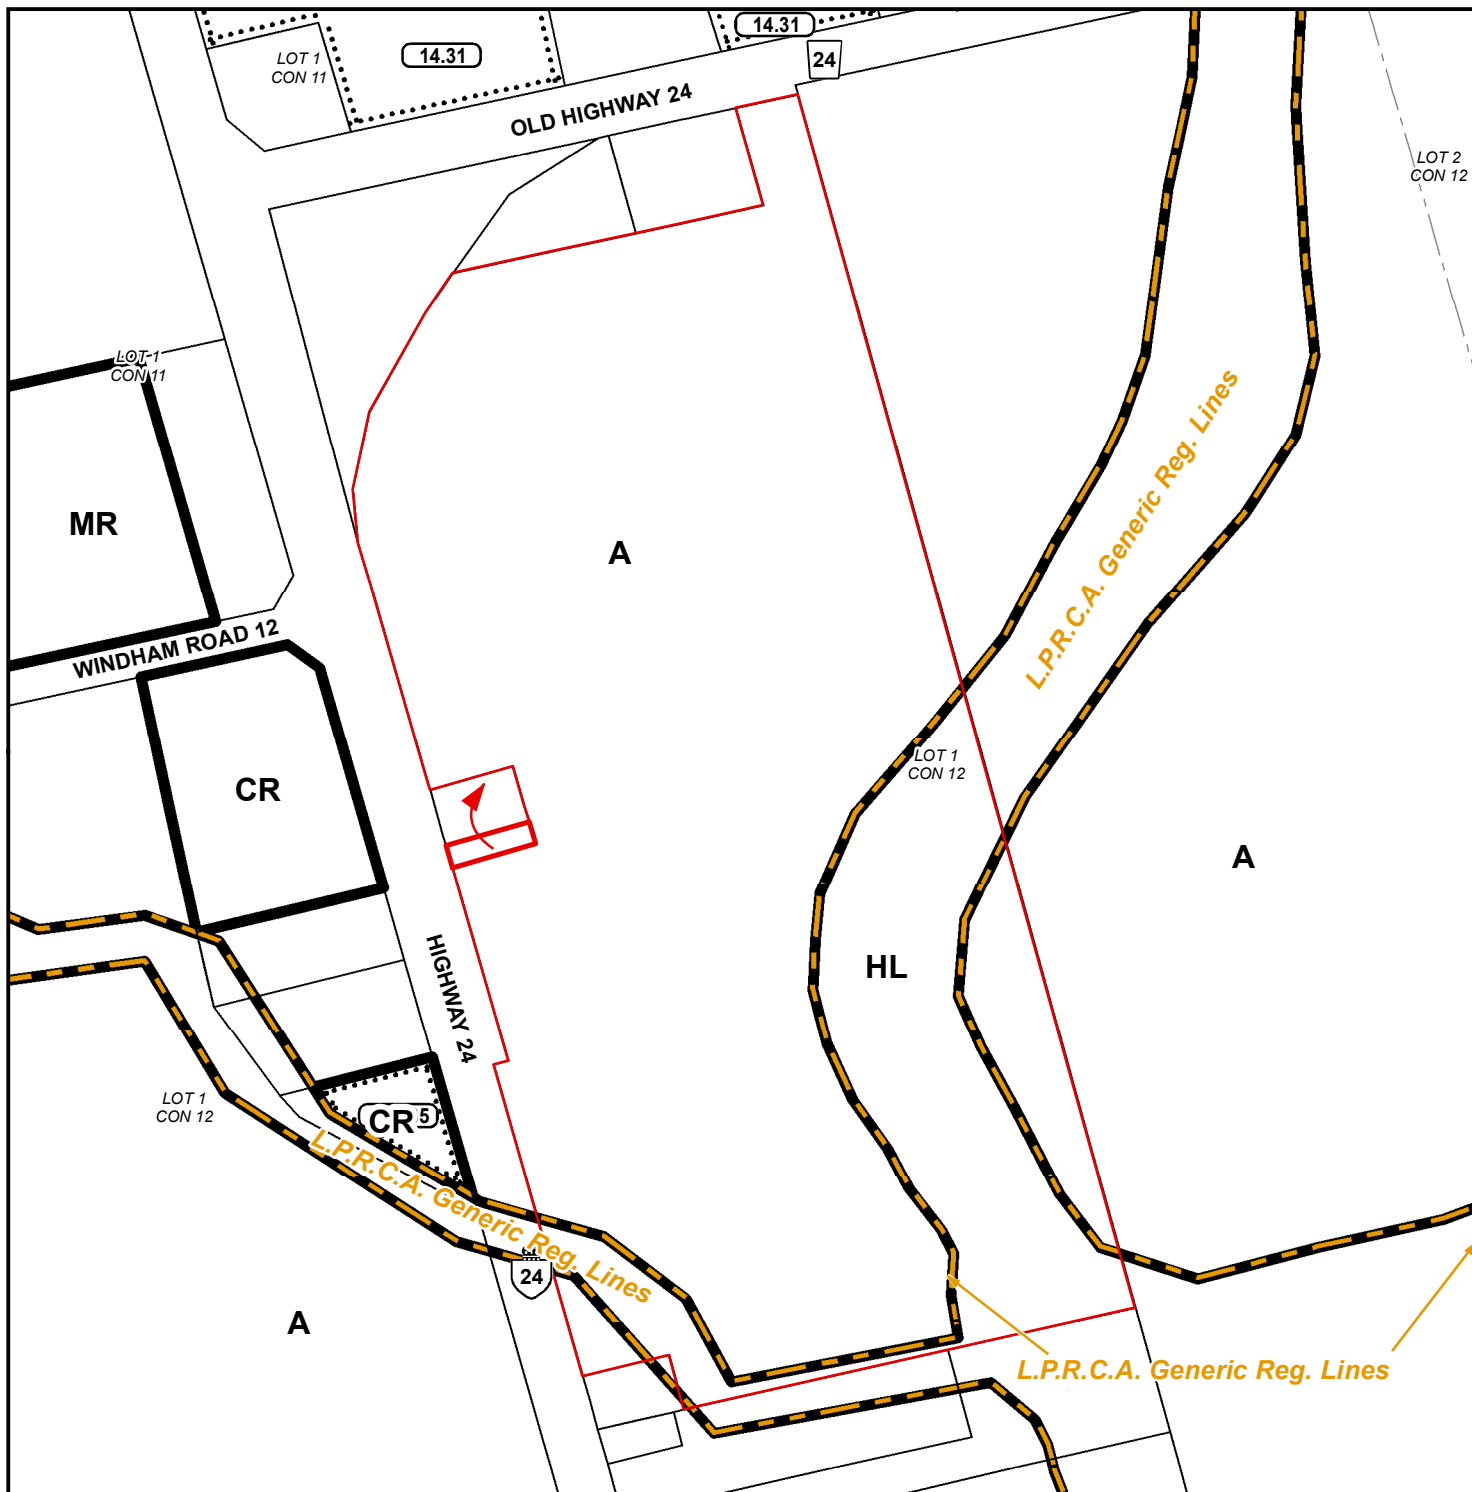 14.31
14.31
24
LOT 1
CON 11
OLD HIGHWAY 24
LOT 2
CON 12
LOT 1
CON 11
L.P.R.C.A. Generic Reg. Lines
MR
A
WINDHAM ROAD 12
CR
LOT 1
CON 12
A
HIGHWAY 24
HL
LOT 1
CON 12
CR
5
L.P.R.C.A. Generic Reg. Lines
24
A
L.P.R.C.A. Generic Reg. Lines